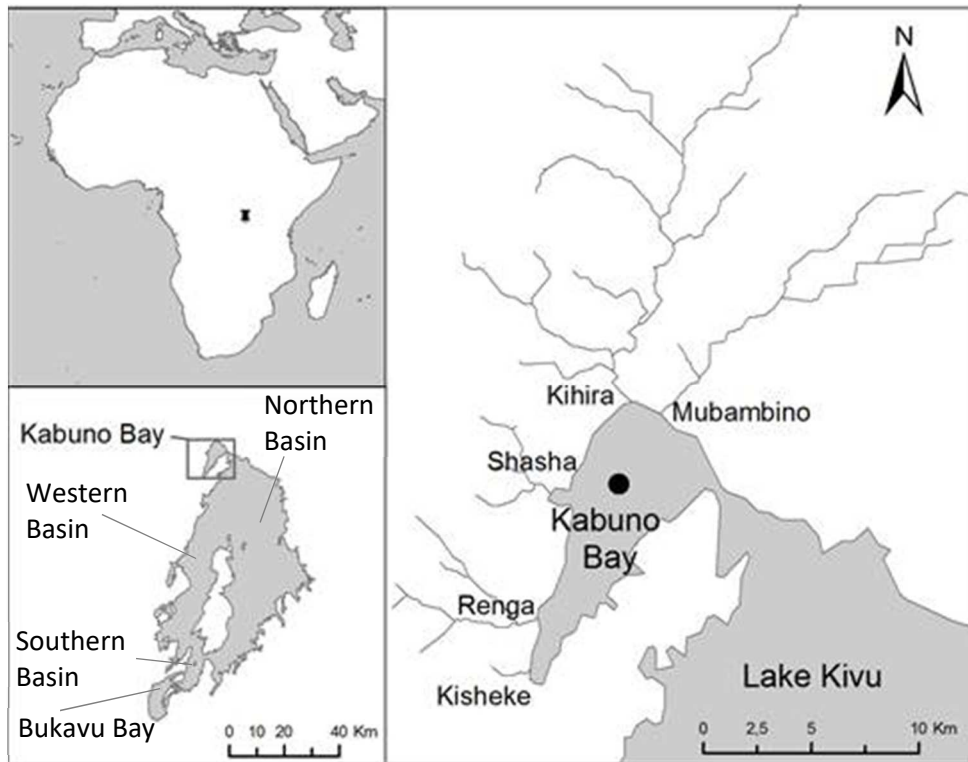 Northern
Basin
Kabuno Bay
Western
Basin
Southern
Basin
Bukavu Bay
0 10 20 40 Km
N
Kihira
Mubambino
Shasha
Kabuno
Bay
Renga
Kisheke
Lake Kivu
0 2,5 5 10 Km